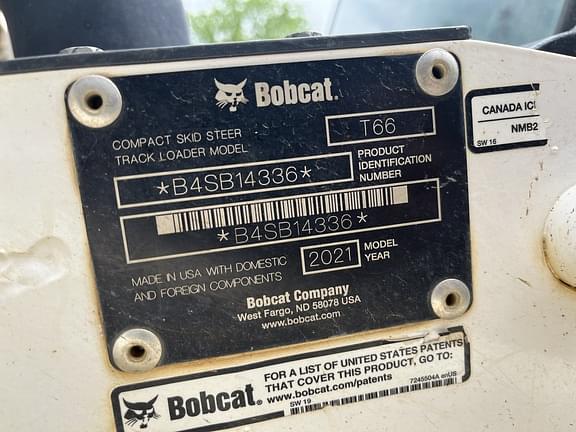 Bobcat.
COMPACT SKID STEER
TRACK LOADER MODEL
T66
*B4SB14336*
PRODUCT
IDENTIFICATION
NUMBER
*B4SB14336*
MADE IN USA WITH DOMESTIC
AND FOREIGN COMPONENTS
2021
MODEL
YEAR
Bobcat Company
West Fargo, ND 58078 USA
www.bobcat.com
CANADA IC
NMB2
SW 16
Bobcat.
FOR A LIST OF UNITED STATES PATENTS
THAT COVER THIS PRODUCT, GO TO:
www.bobcat.com/patents
SW 19
7245504A enUS